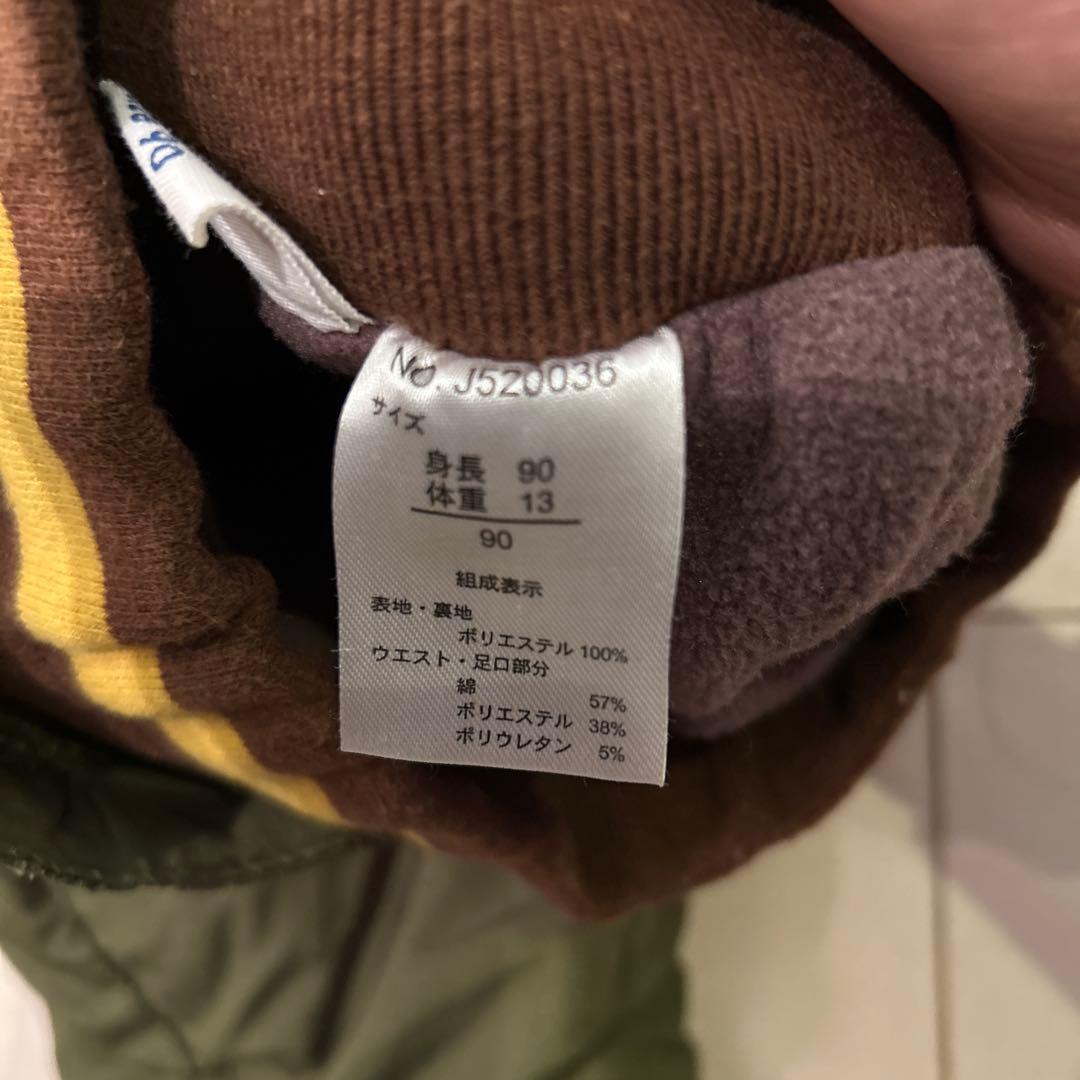 No. J520036
サイズ
身長 90
体重 13
90
組成表示
表地・裏地
ポリエステル 100%
ウエスト・足口部分
綿 57%
ポリエステル 38%
ポリウレタン 5%